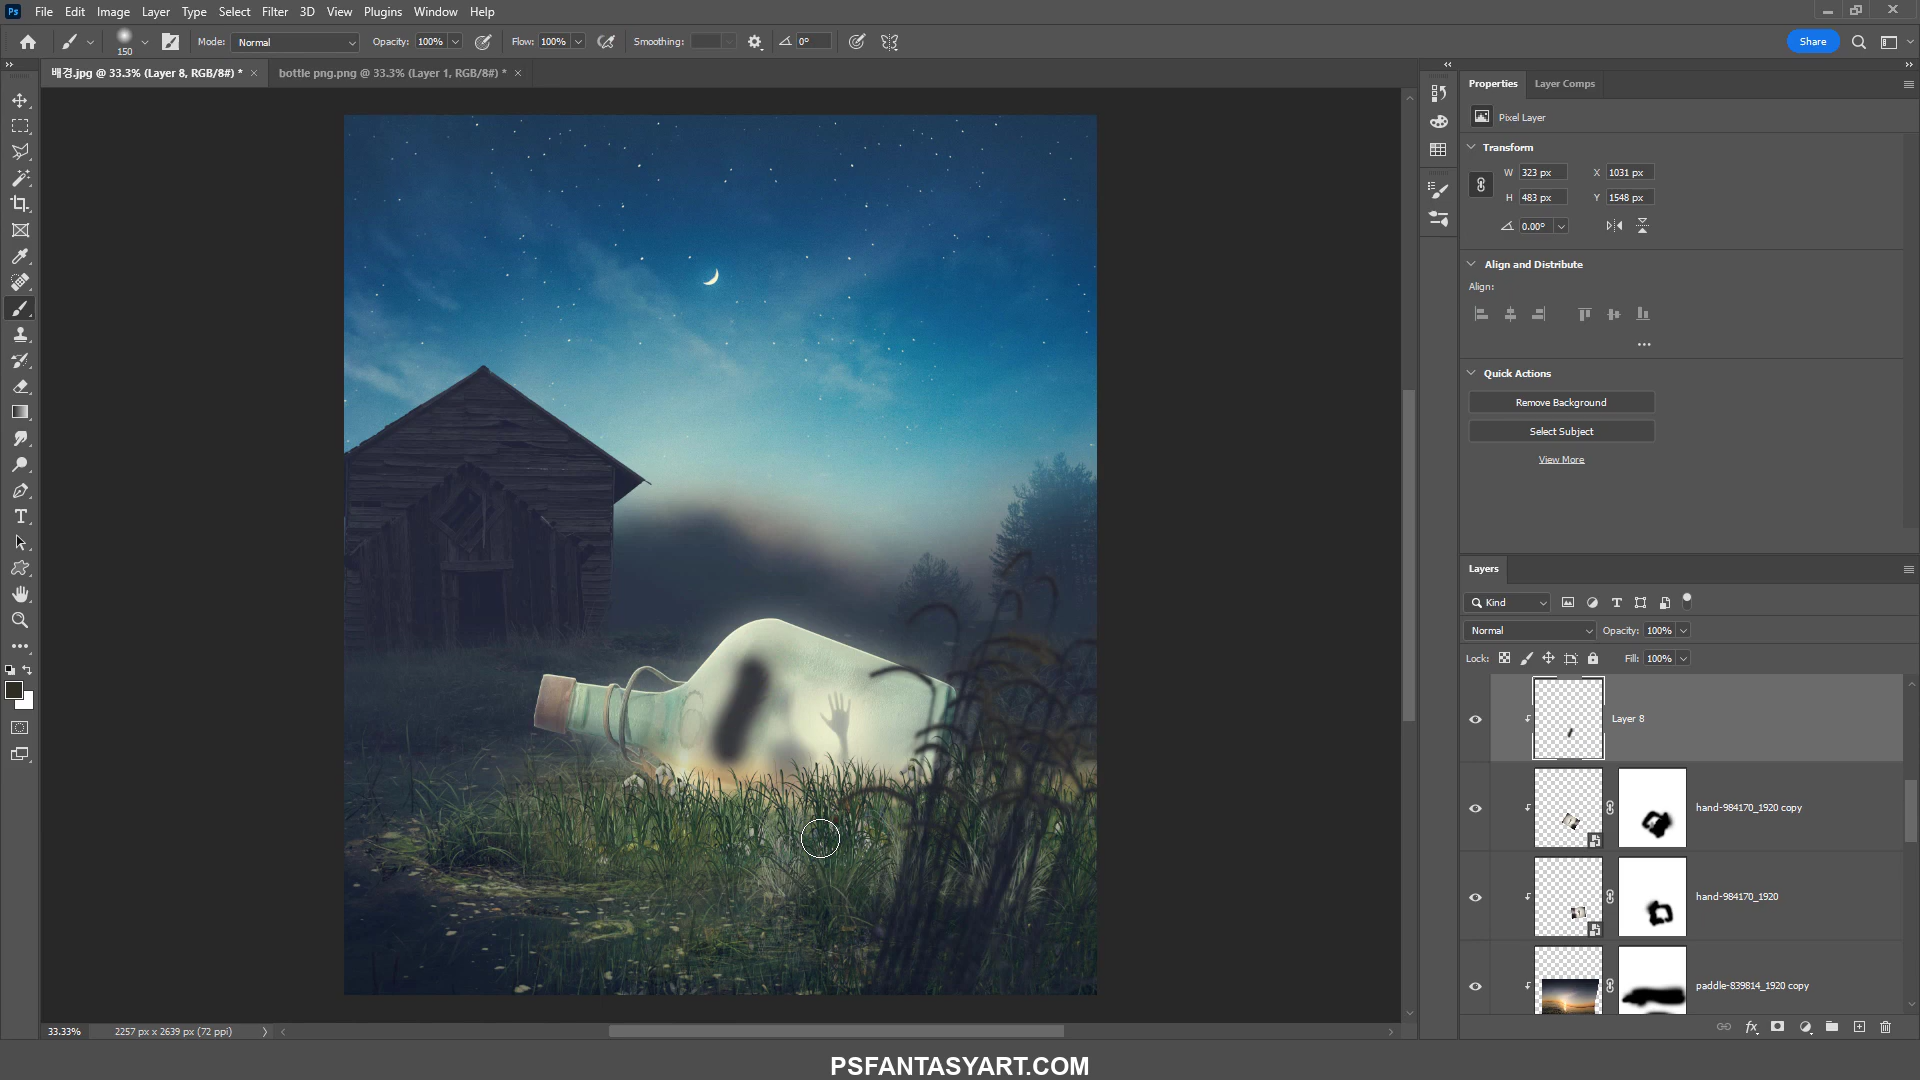 Ps File Edit Image Layer Type Select Filter 3D View Plugins Window Help
150 Mode: Normal Opacity: 100% Flow: 100% Smoothing: 0° Share
배경.jpg @ 33.3% (Layer 8, RGB/8#) * × bottle png.png @ 33.3% (Layer 1, RGB/8#) * ×
Properties Layer Comps
Pixel Layer
Transform
W 323 px X 1031 px
H 483 px Y 1548 px
0.00°
Align and Distribute
Align:
Quick Actions
Remove Background
Select Subject
View More
Layers
Kind
Normal Opacity: 100%
Lock: Fill: 100%
Layer 8
hand-984170_1920 copy
hand-984170_1920
paddle-839814_1920 copy
33.33% 2257 px x 2639 px (72 ppi)
PSFANTASYART.COM